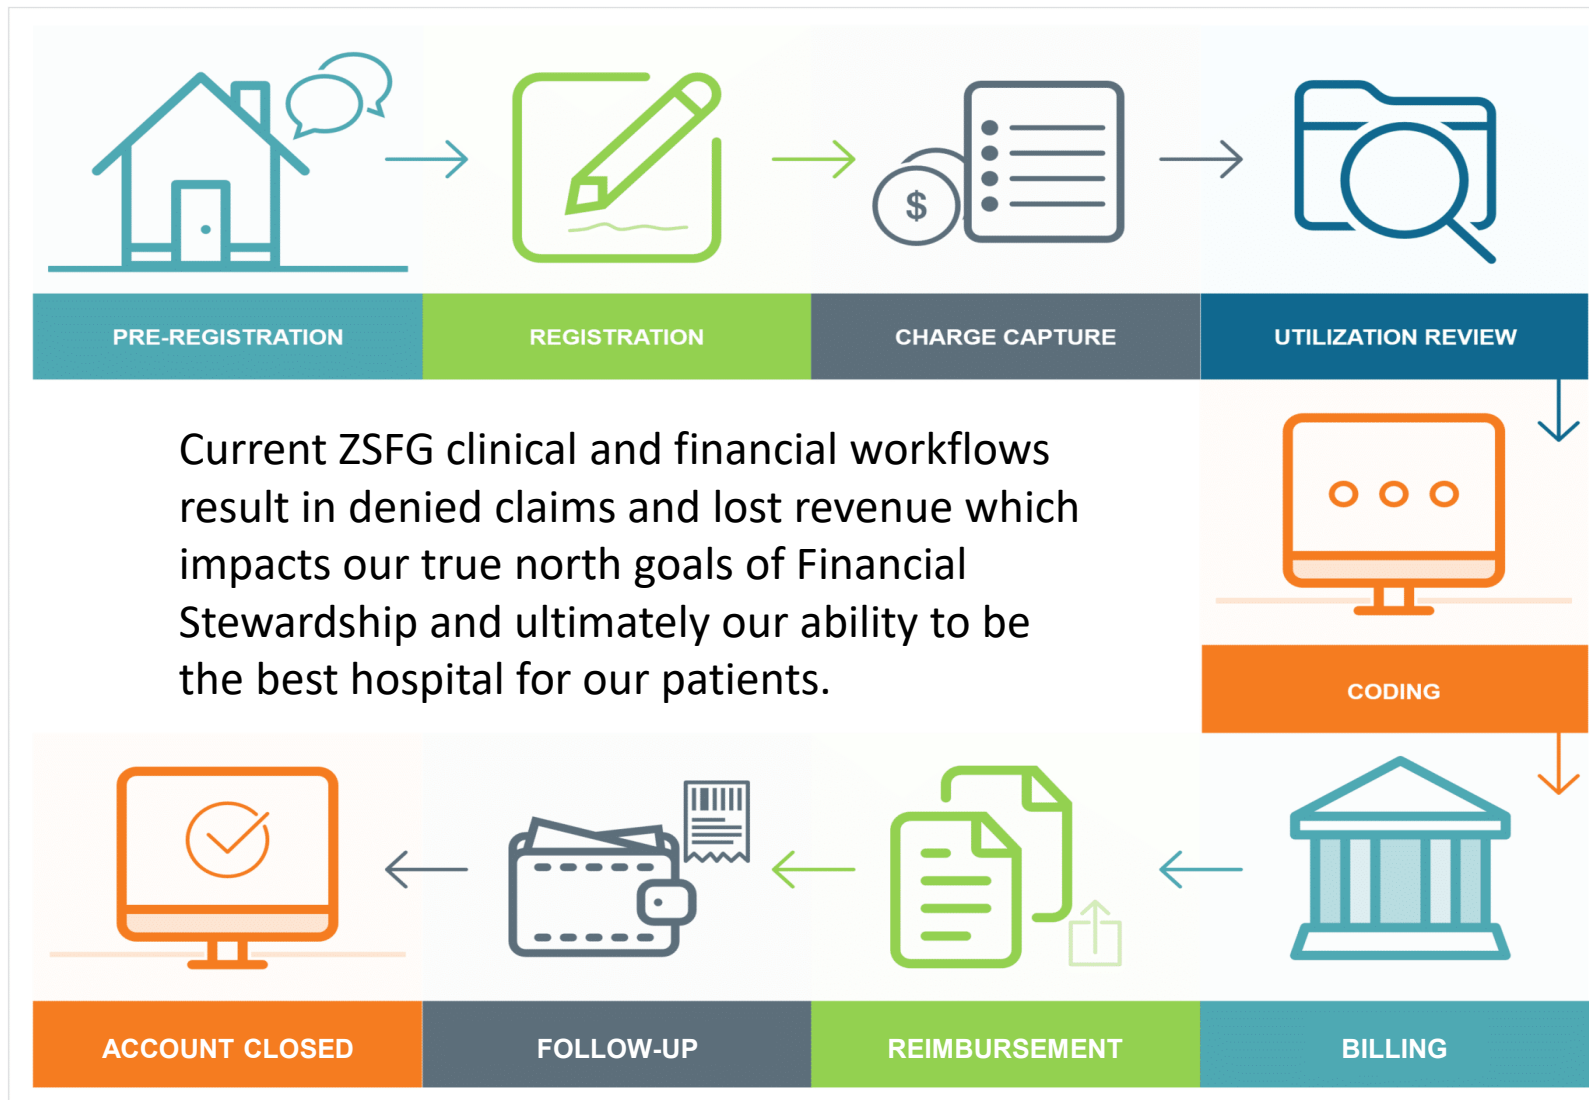 $
PRE-REGISTRATION
REGISTRATION
CHARGE CAPTURE
UTILIZATION REVIEW
Current ZSFG clinical and financial workflows
result in denied claims and lost revenue which
impacts our true north goals of Financial
Stewardship and ultimately our ability to be
the best hospital for our patients.
CODING
ACCOUNT CLOSED
FOLLOW-UP
REIMBURSEMENT
BILLING